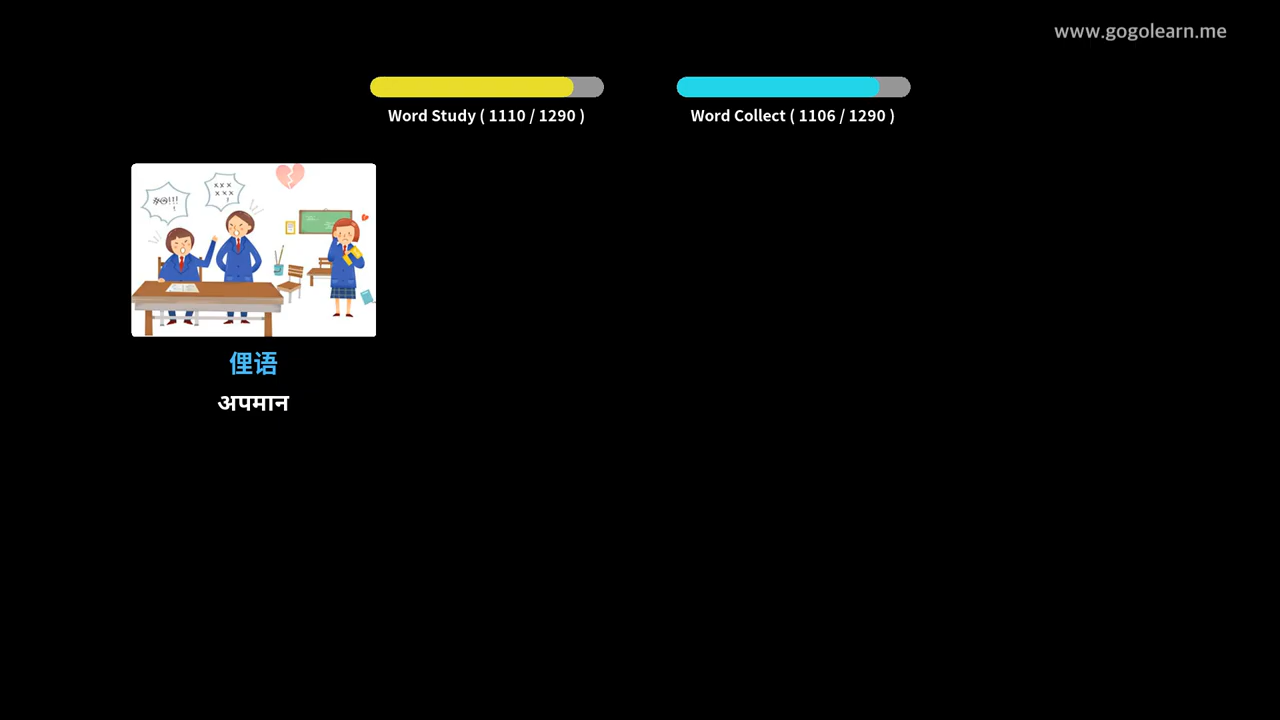 www.gogolearn.me
Word Study ( 1110 / 1290 )
Word Collect ( 1106 / 1290 )
俚语
अपमान